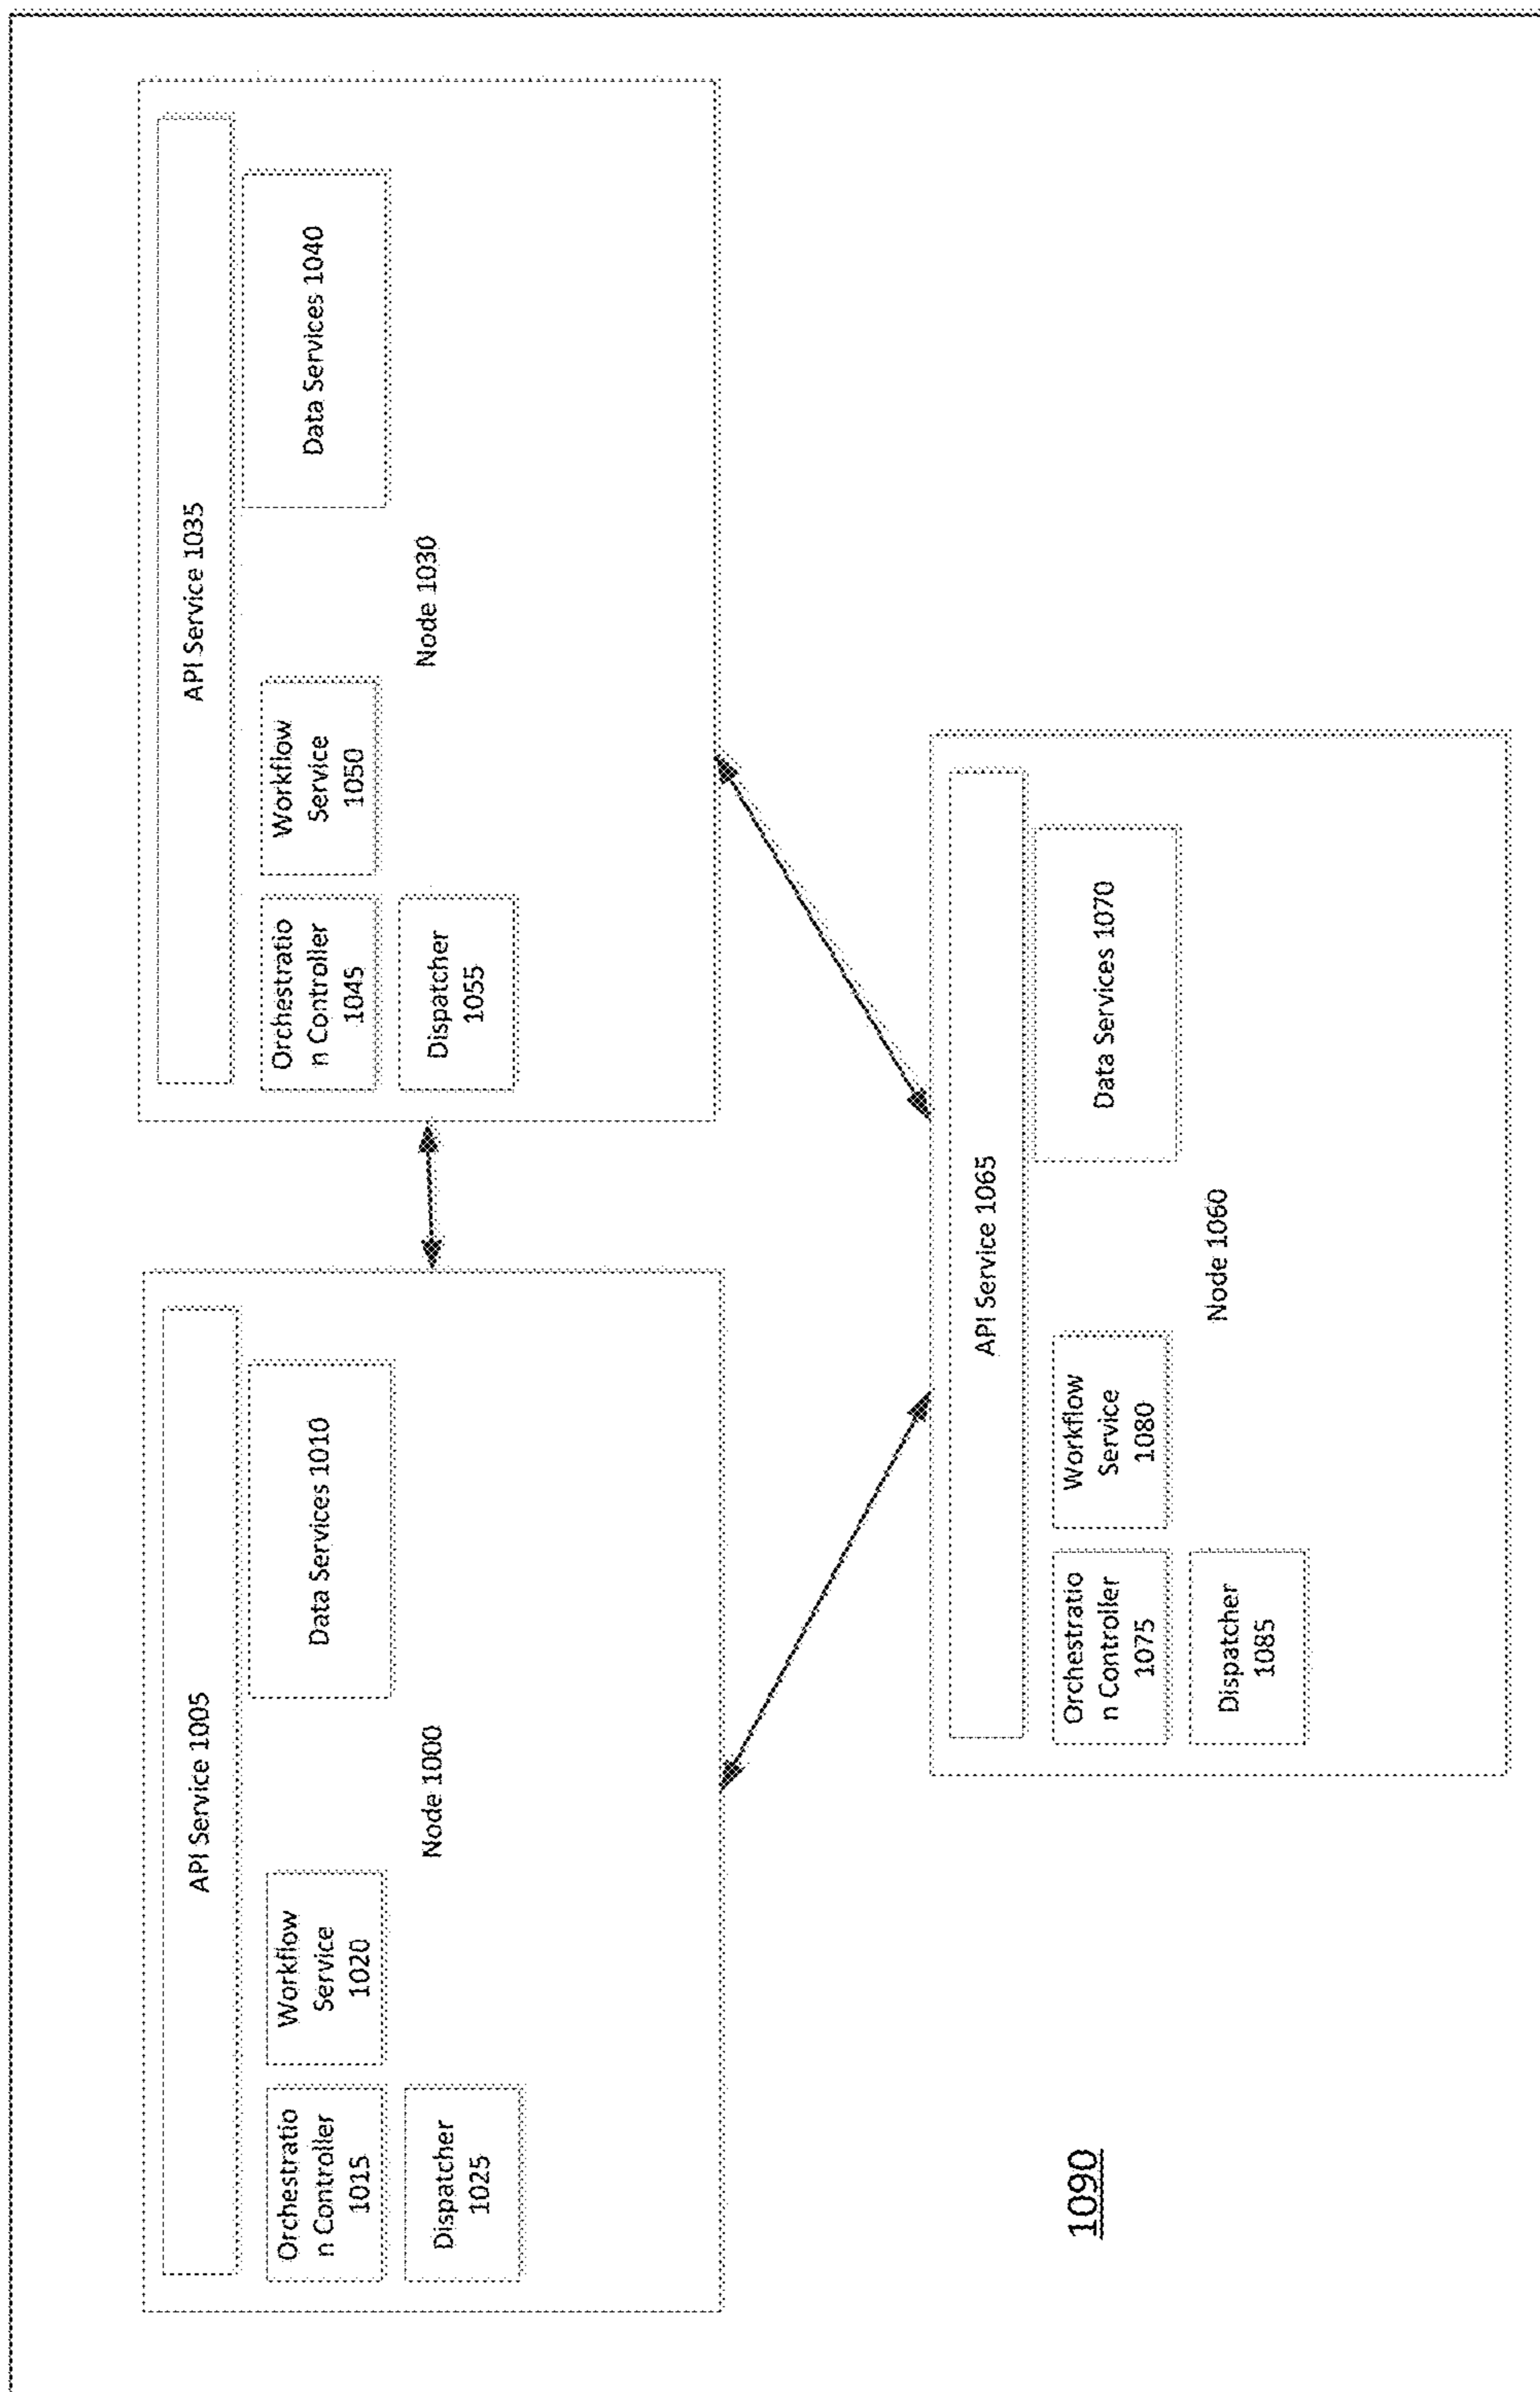 API Service 1005
Orchestratio
n Controller
1015
Workflow
Service
1020
Data Services 1010
Dispatcher
1025
Node 1000
API Service 1035
Orchestratio
n Controller
1045
Workflow
Service
1050
Data Services 1040
Dispatcher
1055
Node 1030
API Service 1065
Orchestratio
n Controller
1075
Workflow
Service
1080
Data Services 1070
Dispatcher
1085
Node 1060
1090